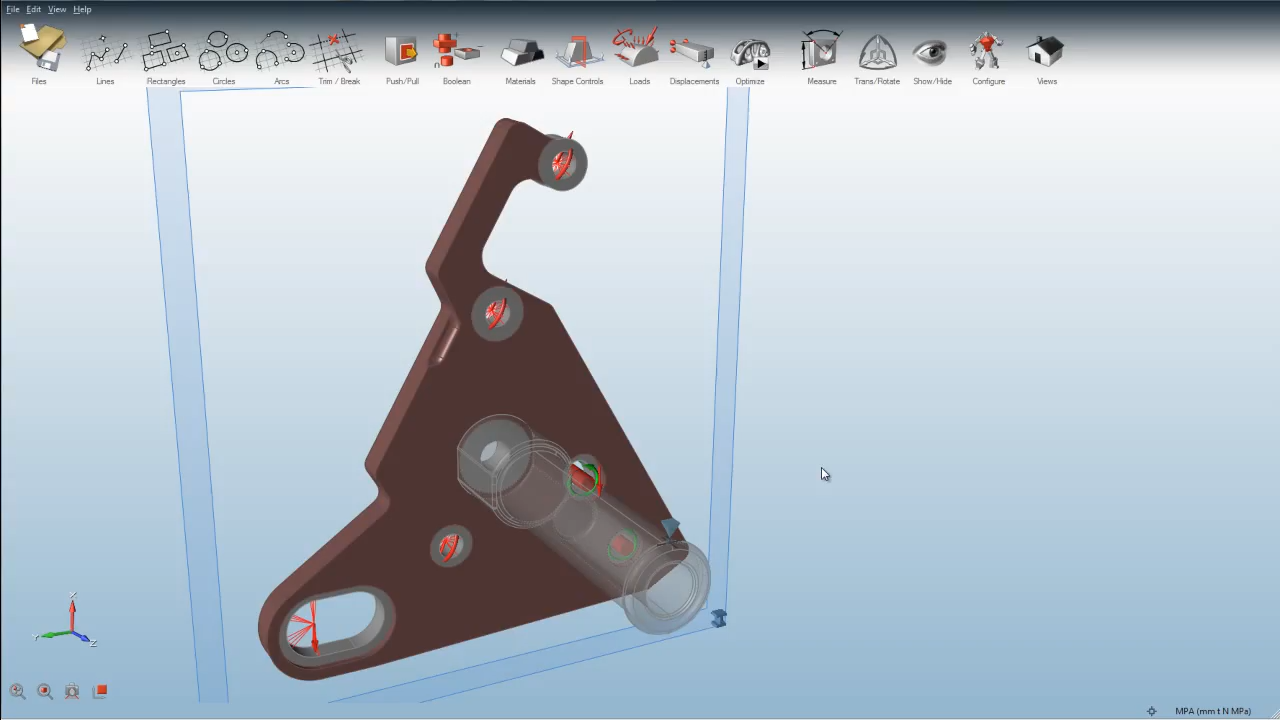 File Edit View Help
Files Lines Rectangles Circles Arcs Trim / Break Push/Pull Boolean Materials Shape Controls Loads Displacements Optimize Measure Trans/Rotate Show/Hide Configure Views
Y
Z
MPA (mm t N MPa)